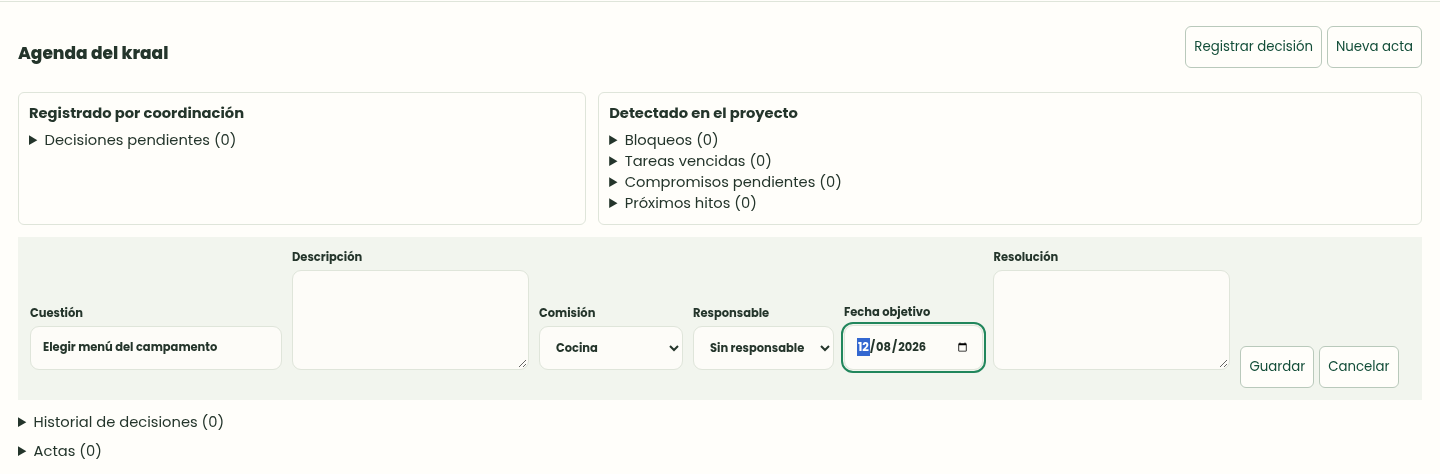 Agenda del kraal
Registrar decisión
Nueva acta
Registrado por coordinación
Decisiones pendientes (0)
Detectado en el proyecto
Bloqueos (0)
Tareas vencidas (0)
Compromisos pendientes (0)
Próximos hitos (0)
Cuestión
Elegir menú del campamento
Descripción
Comisión
Cocina
Responsable
Sin responsable
Fecha objetivo
12/08/2026
Resolución
Guardar
Cancelar
Historial de decisiones (0)
Actas (0)